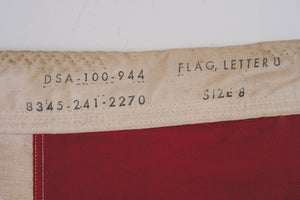 DSA-100-944 FLAG, LETTER U
8345-241-2270 SIZE 8